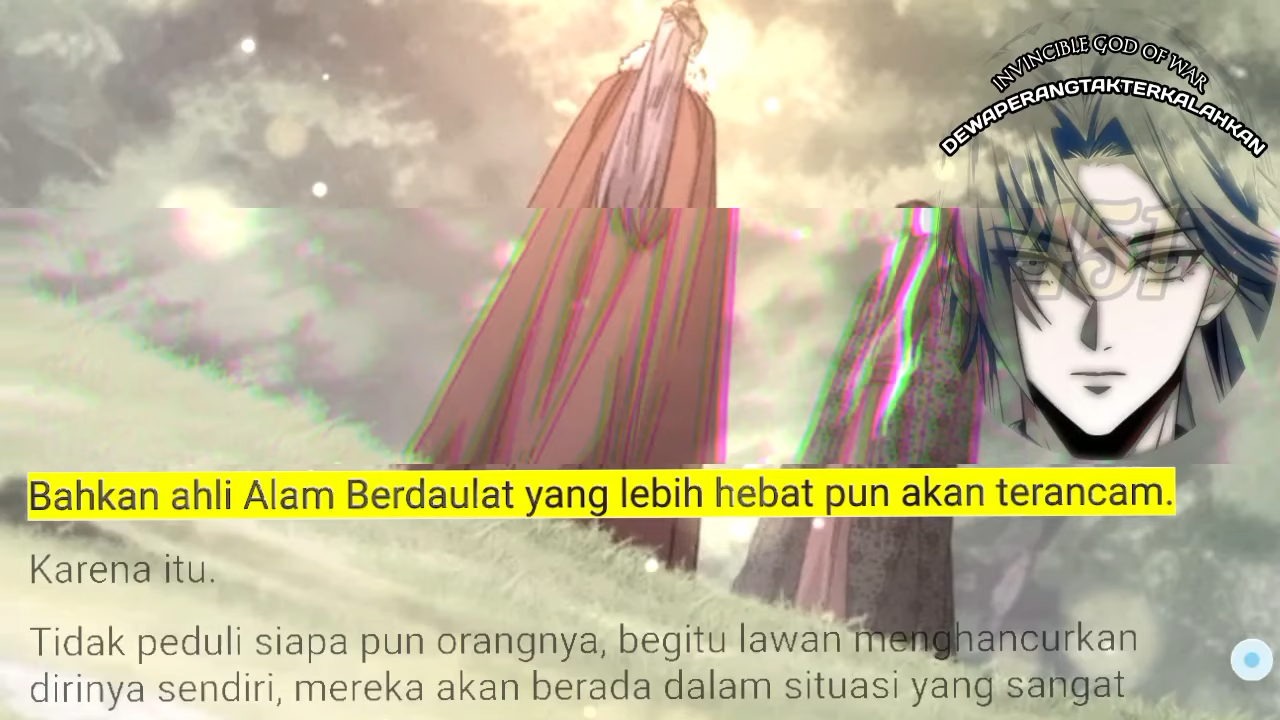 INVINCIBLE GOD OF WAR
DEWAPERANGTAKTERKALAHKAN
151
Bahkan ahli Alam Berdaulat yang lebih hebat pun akan terancam.
Karena itu.
Tidak peduli siapa pun orangnya, begitu lawan menghancurkan
dirinya sendiri, mereka akan berada dalam situasi yang sangat